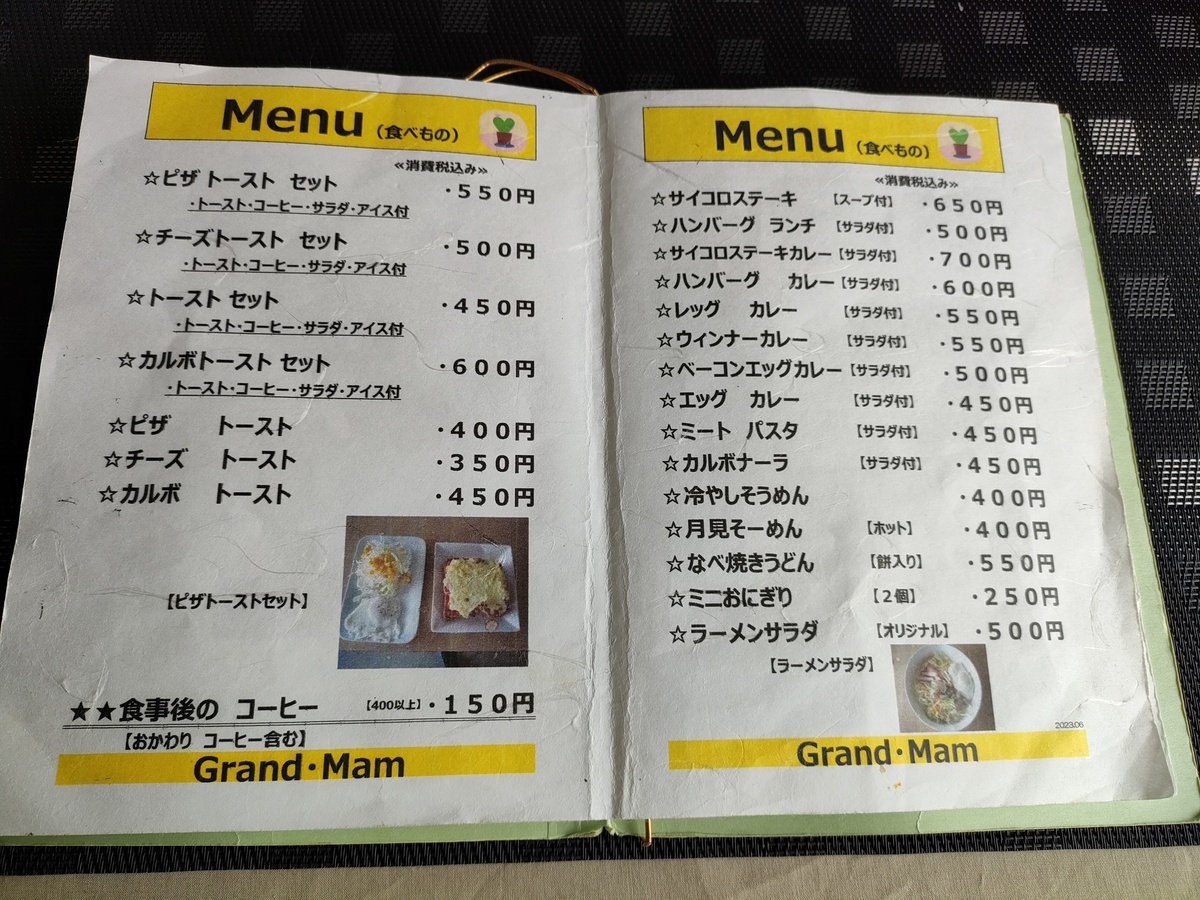 Menu（食べもの）
≪消費税込み≫
☆ピザ トースト セット ・５５０円
・トースト・コーヒー・サラダ・アイス付
☆チーズトースト セット ・５００円
・トースト・コーヒー・サラダ・アイス付
☆トースト セット ・４５０円
・トースト・コーヒー・サラダ・アイス付
☆カルボトースト セット ・６００円
・トースト・コーヒー・サラダ・アイス付
☆ピザ トースト ・４００円
☆チーズ トースト ・３５０円
☆カルボ トースト ・４５０円
【ピザトーストセット】
★★食事後の コーヒー 【400以上】・１５０円
【おかわり コーヒー含む】
Grand・Mam
Menu（食べもの）
≪消費税込み≫
☆サイコロステーキ 【スープ付】 ・６５０円
☆ハンバーグ ランチ 【サラダ付】 ・５００円
☆サイコロステーキカレー【サラダ付】 ・７００円
☆ハンバーグ カレー【サラダ付】 ・６００円
☆レッグ カレー 【サラダ付】 ・５５０円
☆ウィンナーカレー 【サラダ付】 ・５５０円
☆ベーコンエッグカレー【サラダ付】 ・５００円
☆エッグ カレー 【サラダ付】 ・４５０円
☆ミート パスタ 【サラダ付】 ・４５０円
☆カルボナーラ 【サラダ付】 ・４５０円
☆冷やしそうめん ・４００円
☆月見そーめん 【ホット】 ・４００円
☆なべ焼きうどん 【餅入り】 ・５５０円
☆ミニおにぎり 【２個】 ・２５０円
☆ラーメンサラダ 【オリジナル】 ・５００円
【ラーメンサラダ】
2023.06
Grand・Mam